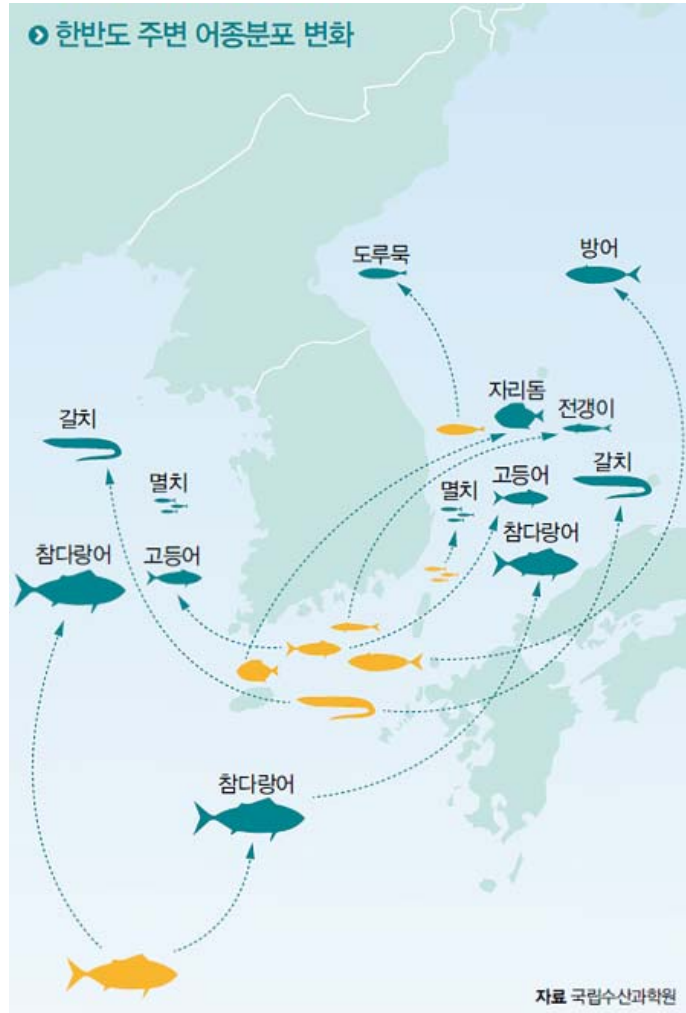 한반도 주변 어종분포 변화
도루묵
방어
자리돔
전갱이
갈치
멸치
고등어
참다랑어
갈치
멸치
고등어
참다랑어
참다랑어
자료 국립수산과학원